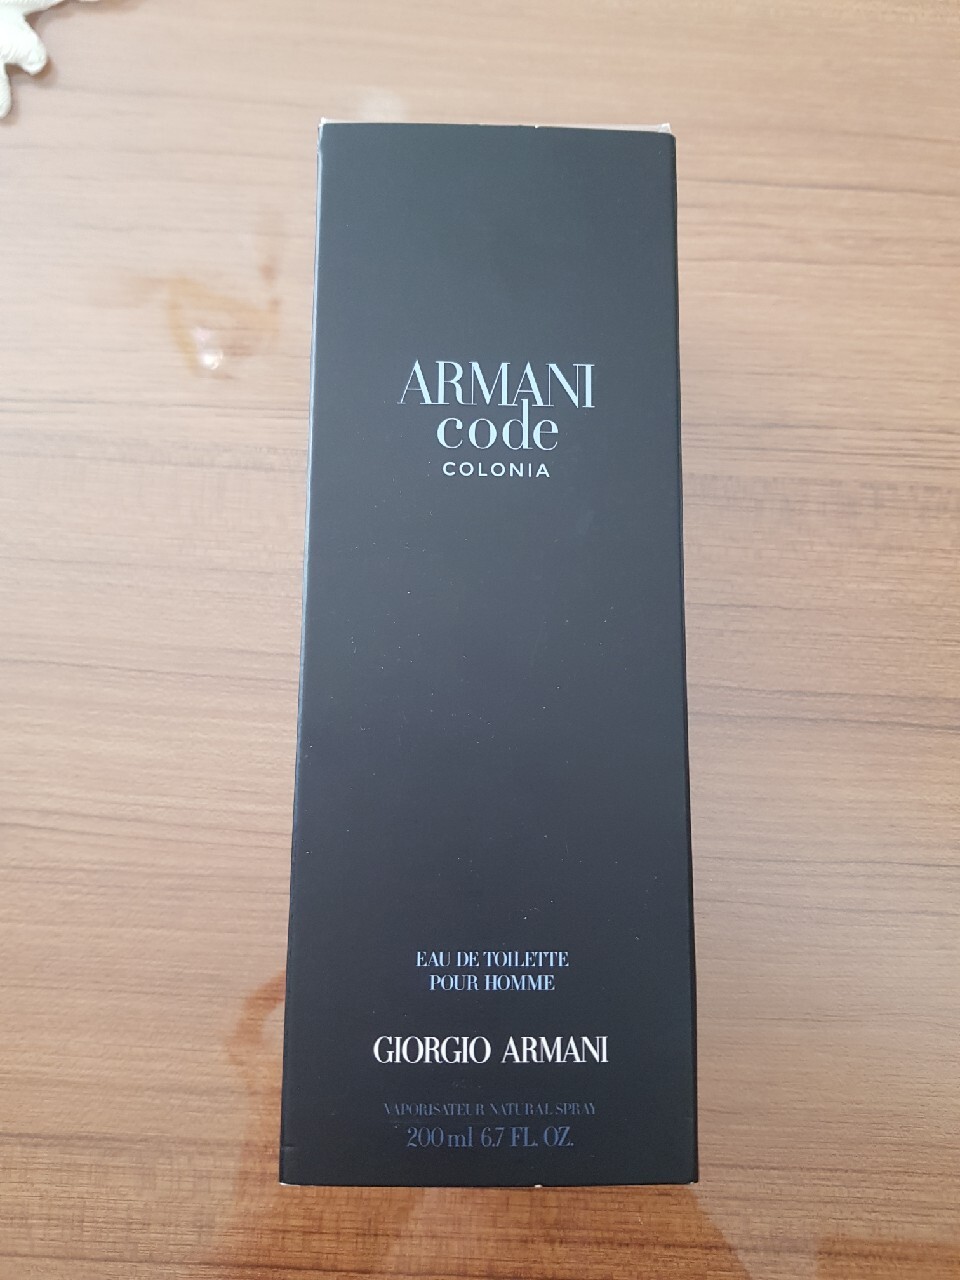 ARMANI
code
COLONIA
EAU DE TOILETTE
POUR HOMME
GIORGIO ARMANI
VAPORISATEUR NATURAL SPRAY
200 ml 6.7 FL. OZ.